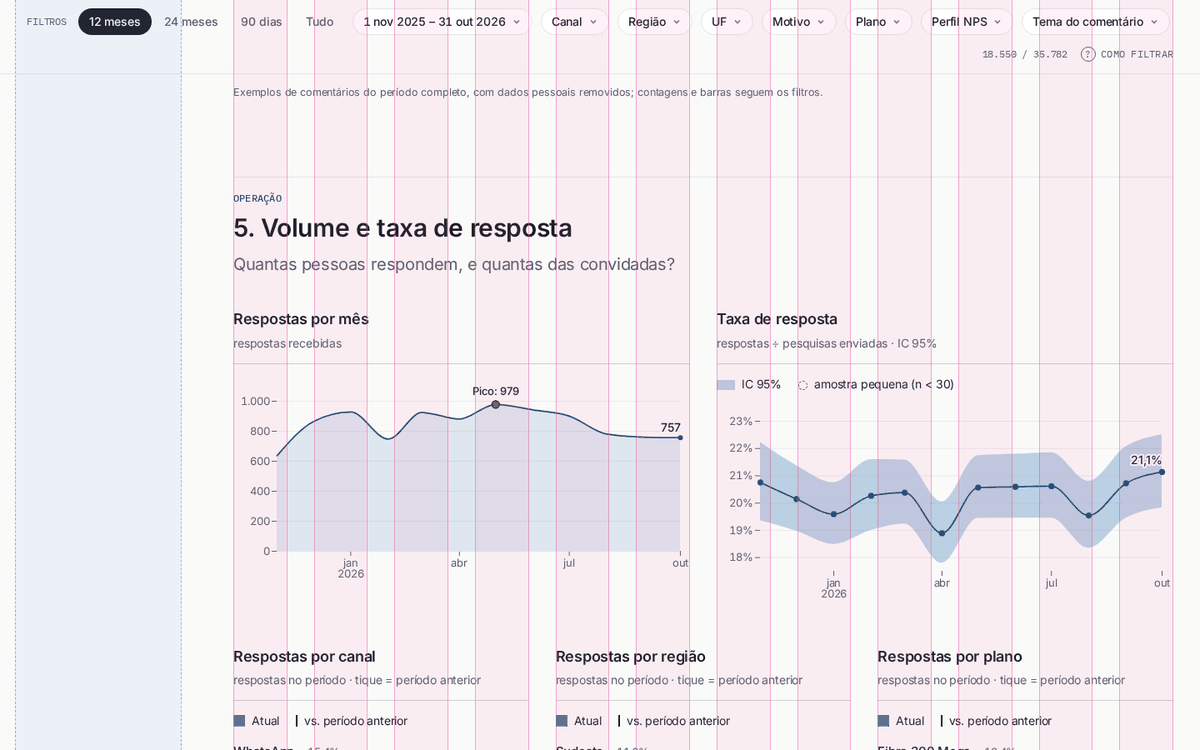 FILTROS 12 meses 24 meses 90 dias Tudo 1 nov 2025 – 31 out 2026 Canal Região UF Motivo Plano Perfil NPS Tema do comentário
18.550 / 35.782 ? COMO FILTRAR
Exemplos de comentários do período completo, com dados pessoais removidos; contagens e barras seguem os filtros.
OPERAÇÃO
5. Volume e taxa de resposta
Quantas pessoas respondem, e quantas das convidadas?
Respostas por mês
respostas recebidas
Pico: 979
1.000
800
600
400
200
0
757
jan
2026
abr
jul
out
Taxa de resposta
respostas ÷ pesquisas enviadas · IC 95%
IC 95% amostra pequena (n < 30)
23%
22%
21%
20%
19%
18%
21,1%
jan
2026
abr
jul
out
Respostas por canal
respostas no período · tique = período anterior
Atual vs. período anterior
WhatsApp
Respostas por região
respostas no período · tique = período anterior
Atual vs. período anterior
Sudeste
Respostas por plano
respostas no período · tique = período anterior
Atual vs. período anterior
Fibra 300 Mega